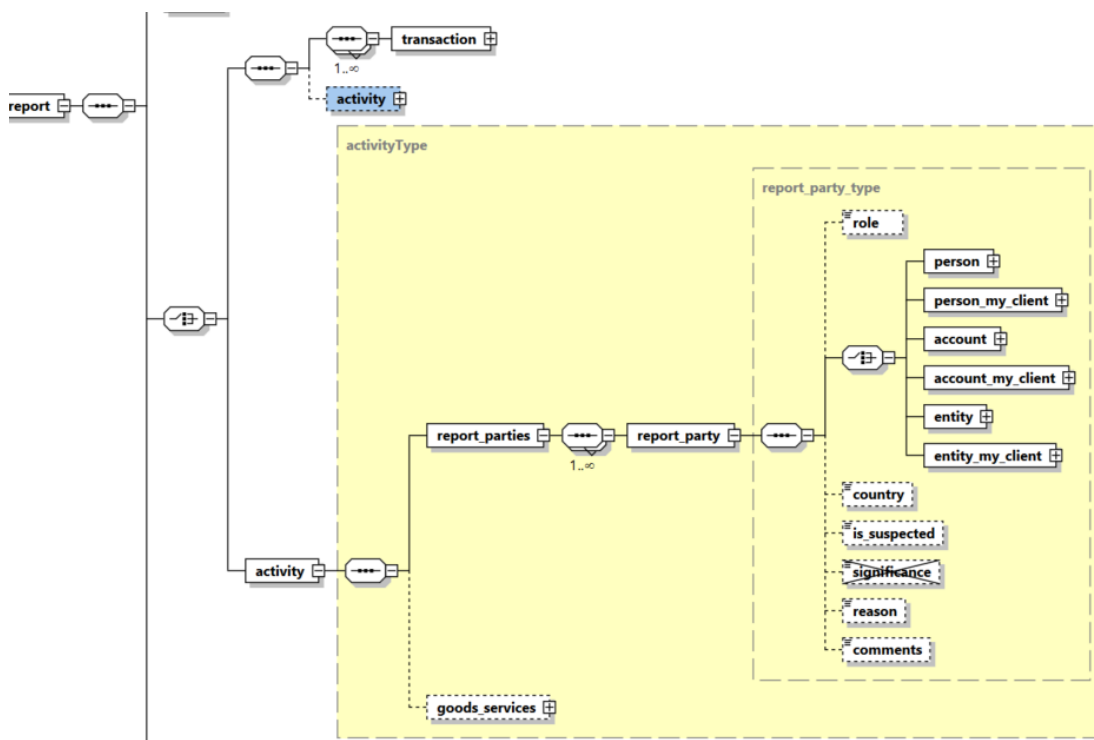 transaction
1..∞
activity
report
activityType
report_party_type
role
person
person_my_client
account
account_my_client
entity
entity_my_client
report_parties
report_party
1..∞
country
is_suspected
significance
activity
reason
comments
goods_services